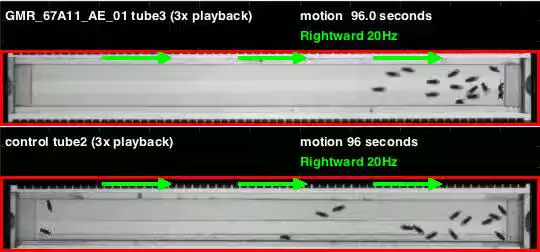 GMR_67A11_AE_01 tube3 (3x playback)
motion 96.0 seconds
Rightward 20Hz
control tube2 (3x playback)
motion 96 seconds
Rightward 20Hz